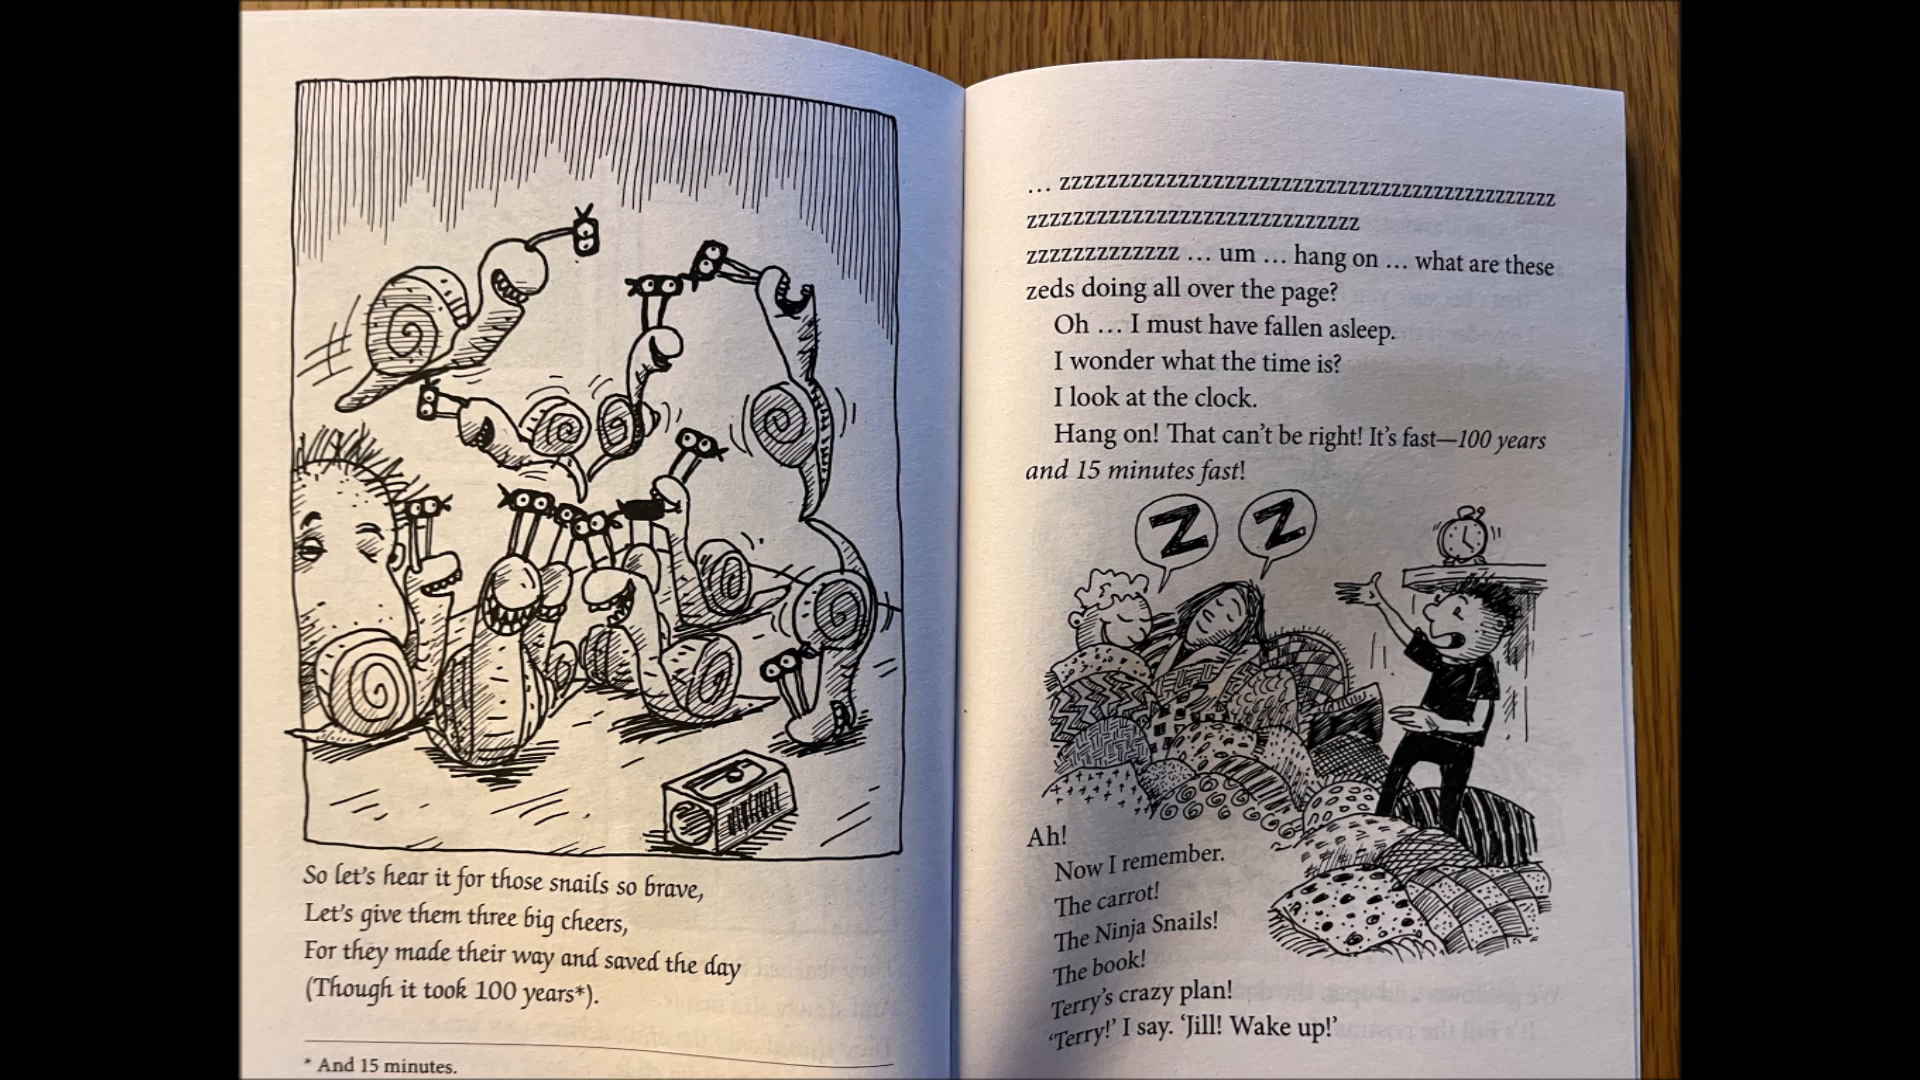 So let's hear it for those snails so brave,
Let's give them three big cheers,
For they made their way and saved the day
(Though it took 100 years*).
* And 15 minutes.
… zzzzzzzzzzzzzzzzzzzzzzzzzzzzzzzzzzzzzzzzzz
zzzzzzzzzzzzzzzzzzzzzzzzzzzz
zzzzzzzzzzzzz … um … hang on … what are these
zeds doing all over the page?
Oh … I must have fallen asleep.
I wonder what the time is?
I look at the clock.
Hang on! That can't be right! It's fast—100 years
and 15 minutes fast!
Z Z
Ah!
Now I remember.
The carrot!
The Ninja Snails!
The book!
Terry's crazy plan!
'Terry!' I say. 'Jill! Wake up!'